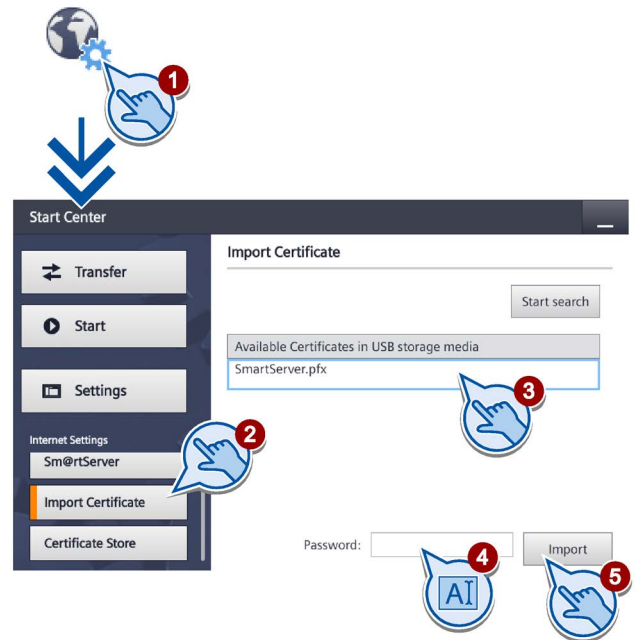 1
Start Center
Transfer
Start
Settings
Internet Settings
Sm@rtServer
Import Certificate
Certificate Store
2
Import Certificate
Start search
Available Certificates in USB storage media
SmartServer.pfx
3
Password:
4
AI
Import
5